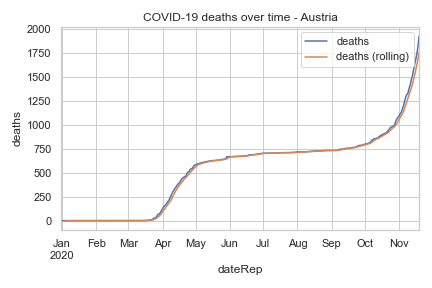 COVID-19 deaths over time - Austria
deaths
deaths (rolling)
deaths
2000
1750
1500
1250
1000
750
500
250
0
Jan Feb Mar Apr May Jun Jul Aug Sep Oct Nov
2020
dateRep